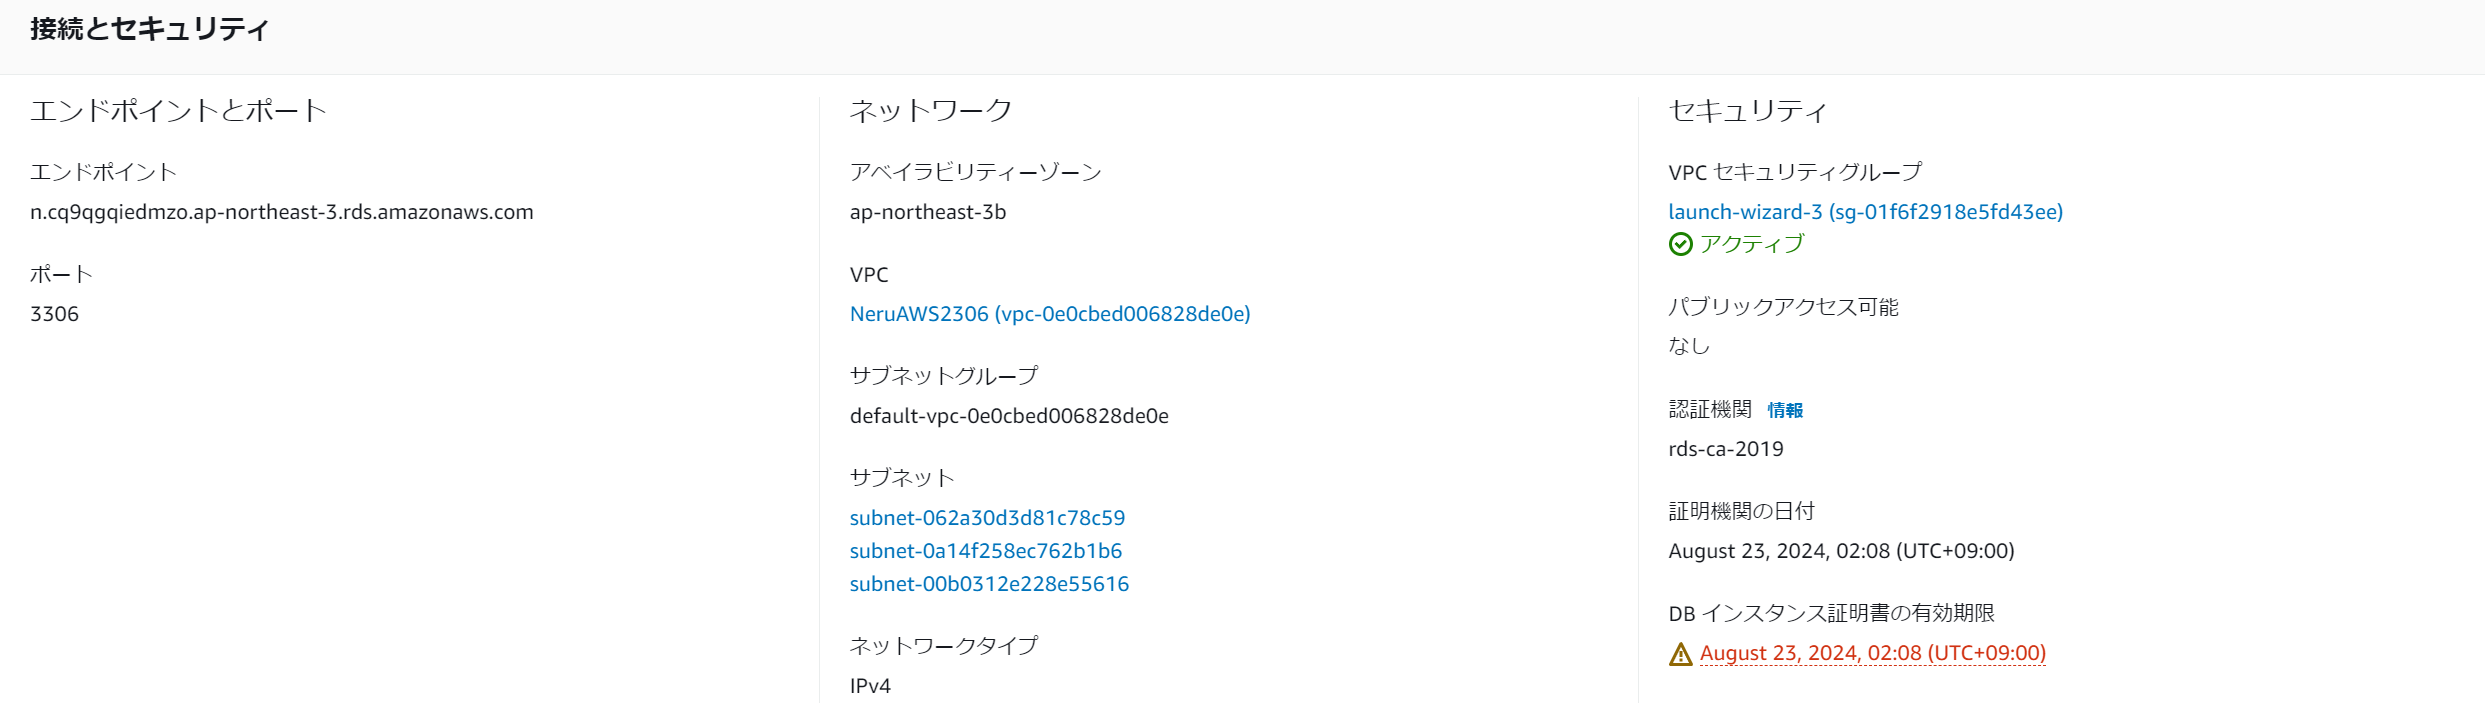 接続とセキュリティ
エンドポイントとポート
エンドポイント
n.cq9qgqiedmzo.ap-northeast-3.rds.amazonaws.com
ポート
3306
ネットワーク
アベイラビリティーゾーン
ap-northeast-3b
VPC
NeruAWS2306 (vpc-0e0cbed006828de0e)
サブネットグループ
default-vpc-0e0cbed006828de0e
サブネット
subnet-062a30d3d81c78c59
subnet-0a14f258ec762b1b6
subnet-00b0312e228e55616
ネットワークタイプ
IPv4
セキュリティ
VPC セキュリティグループ
launch-wizard-3 (sg-01f6f2918e5fd43ee)
アクティブ
パブリックアクセス可能
なし
認証機関 情報
rds-ca-2019
証明機関の日付
August 23, 2024, 02:08 (UTC+09:00)
DB インスタンス証明書の有効期限
August 23, 2024, 02:08 (UTC+09:00)